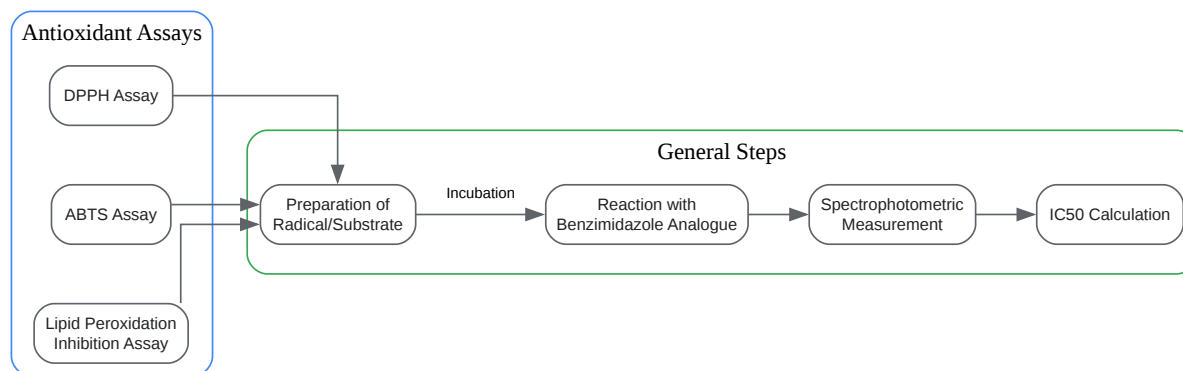 Antioxidant Assays
DPPH Assay
ABTS Assay
Lipid Peroxidation
Inhibition Assay
General Steps
Preparation of
Radical/Substrate
Incubation
Reaction with
Benzimidazole Analogue
Spectrophotometric
Measurement
IC50 Calculation